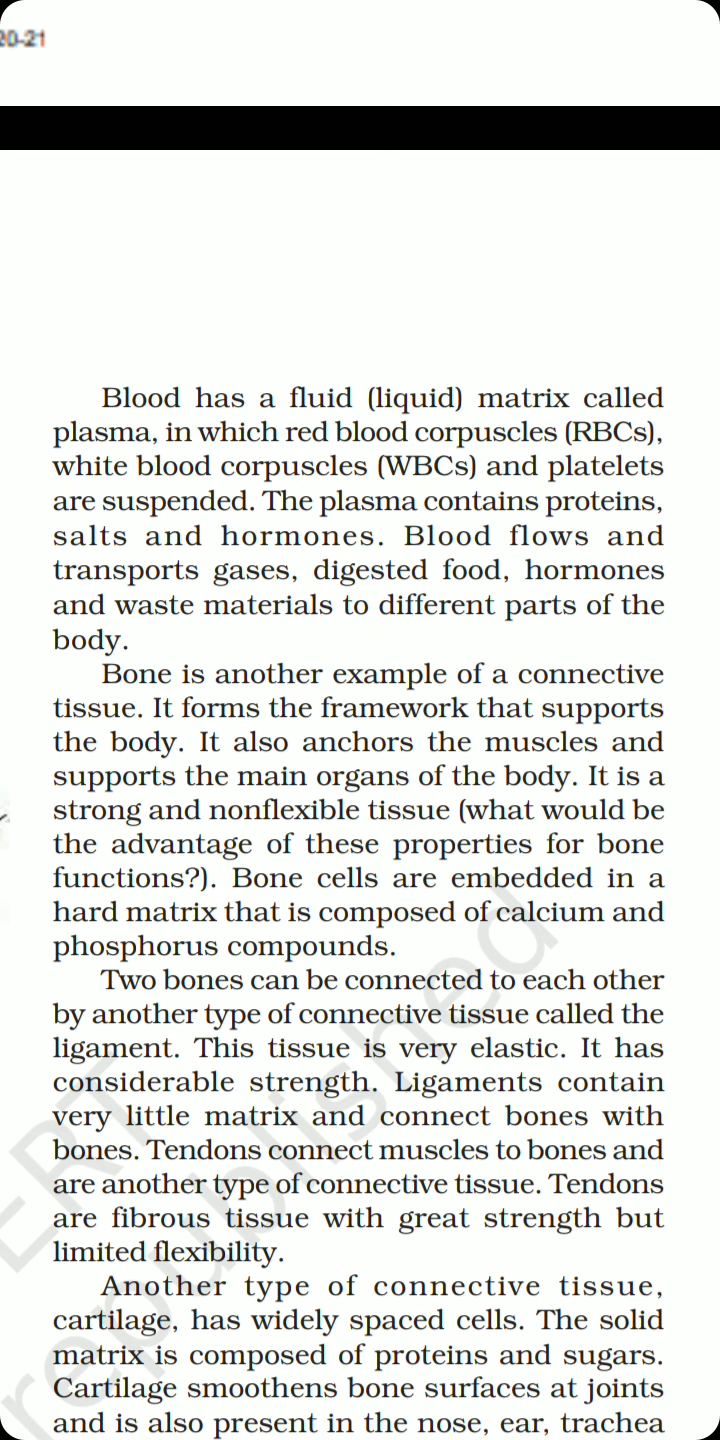 20-21
Blood has a fluid (liquid) matrix called
plasma, in which red blood corpuscles (RBCs),
white blood corpuscles (WBCs) and platelets
are suspended. The plasma contains proteins,
salts and hormones. Blood flows and
transports gases, digested food, hormones
and waste materials to different parts of the
body.
Bone is another example of a connective
tissue. It forms the framework that supports
the body. It also anchors the muscles and
supports the main organs of the body. It is a
strong and nonflexible tissue (what would be
the advantage of these properties for bone
functions?). Bone cells are embedded in a
hard matrix that is composed of calcium and
phosphorus compounds.
Two bones can be connected to each other
by another type of connective tissue called the
ligament. This tissue is very elastic. It has
considerable strength. Ligaments contain
very little matrix and connect bones with
bones. Tendons connect muscles to bones and
are another type of connective tissue. Tendons
are fibrous tissue with great strength but
limited flexibility.
Another type of connective tissue,
cartilage, has widely spaced cells. The solid
matrix is composed of proteins and sugars.
Cartilage smoothens bone surfaces at joints
and is also present in the nose, ear, trachea
ERT
republished